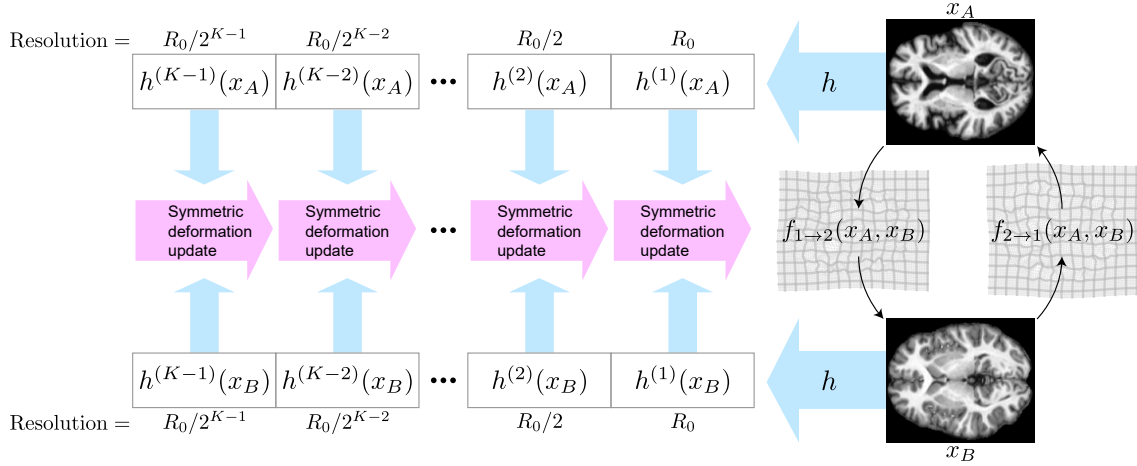 x_A
Resolution = R_0/2^{K-1} R_0/2^{K-2} R_0/2 R_0
h^{(K-1)}(x_A) h^{(K-2)}(x_A) ••• h^{(2)}(x_A) h^{(1)}(x_A) h
Symmetric deformation update
Symmetric deformation update
•••
Symmetric deformation update
Symmetric deformation update
f_{1→2}(x_A, x_B) f_{2→1}(x_A, x_B)
h^{(K-1)}(x_B) h^{(K-2)}(x_B) ••• h^{(2)}(x_B) h^{(1)}(x_B) h
Resolution = R_0/2^{K-1} R_0/2^{K-2} R_0/2 R_0
x_B